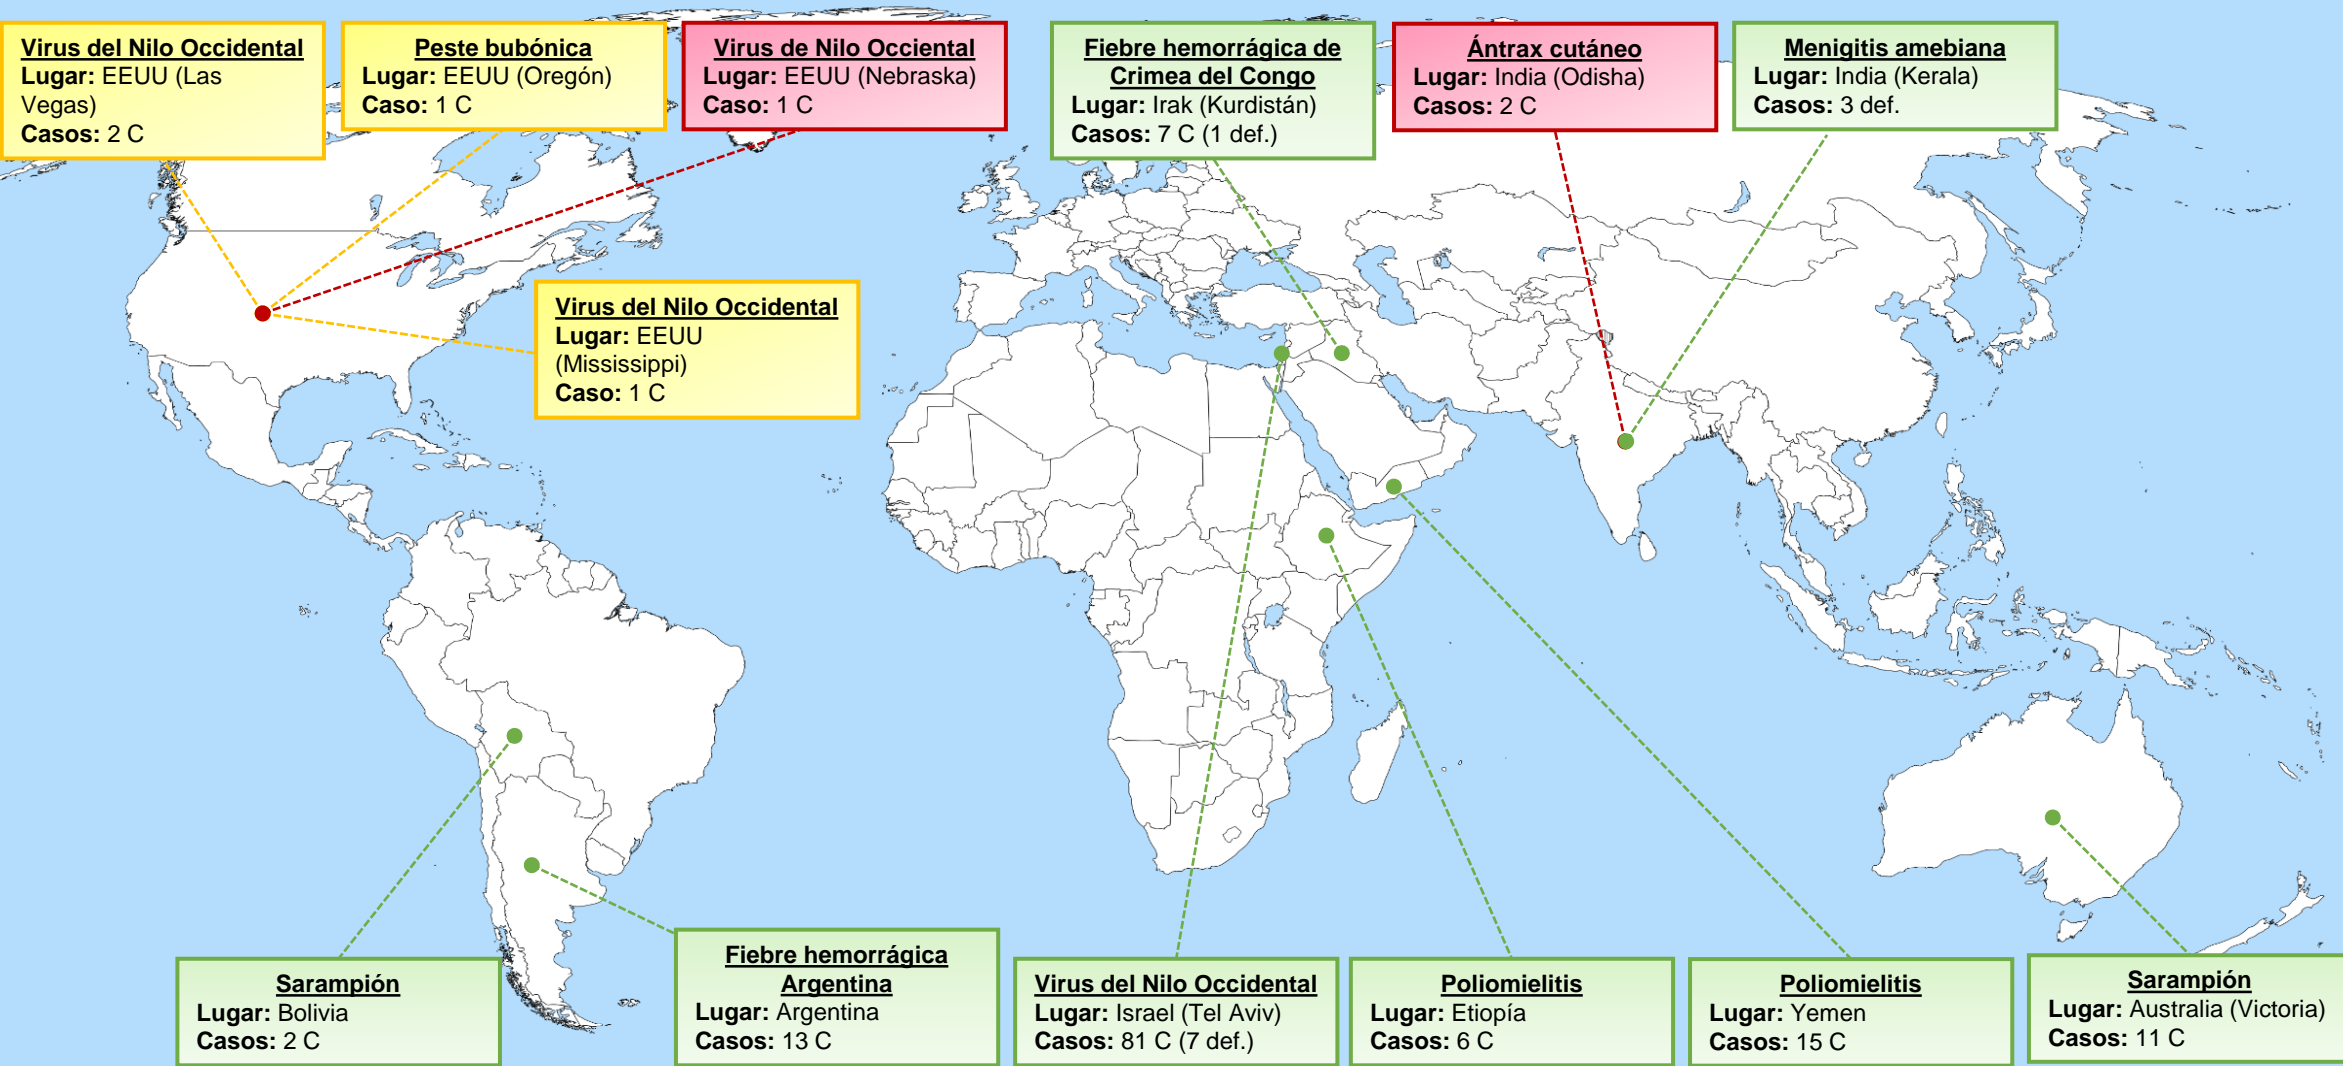 Virus del Nilo Occidental
Lugar: EEUU (Las
Vegas)
Casos: 2 C
Peste bubónica
Lugar: EEUU (Oregón)
Caso: 1 C
Virus de Nilo Occiental
Lugar: EEUU (Nebraska)
Caso: 1 C
Fiebre hemorrágica de
Crimea del Congo
Lugar: Irak (Kurdistán)
Casos: 7 C (1 def.)
Ántrax cutáneo
Lugar: India (Odisha)
Casos: 2 C
Menigitis amebiana
Lugar: India (Kerala)
Casos: 3 def.
Virus del Nilo Occidental
Lugar: EEUU
(Mississippi)
Caso: 1 C
Sarampión
Lugar: Bolivia
Casos: 2 C
Fiebre hemorrágica
Argentina
Lugar: Argentina
Casos: 13 C
Virus del Nilo Occidental
Lugar: Israel (Tel Aviv)
Casos: 81 C (7 def.)
Poliomielitis
Lugar: Etiopía
Casos: 6 C
Poliomielitis
Lugar: Yemen
Casos: 15 C
Sarampión
Lugar: Australia (Victoria)
Casos: 11 C